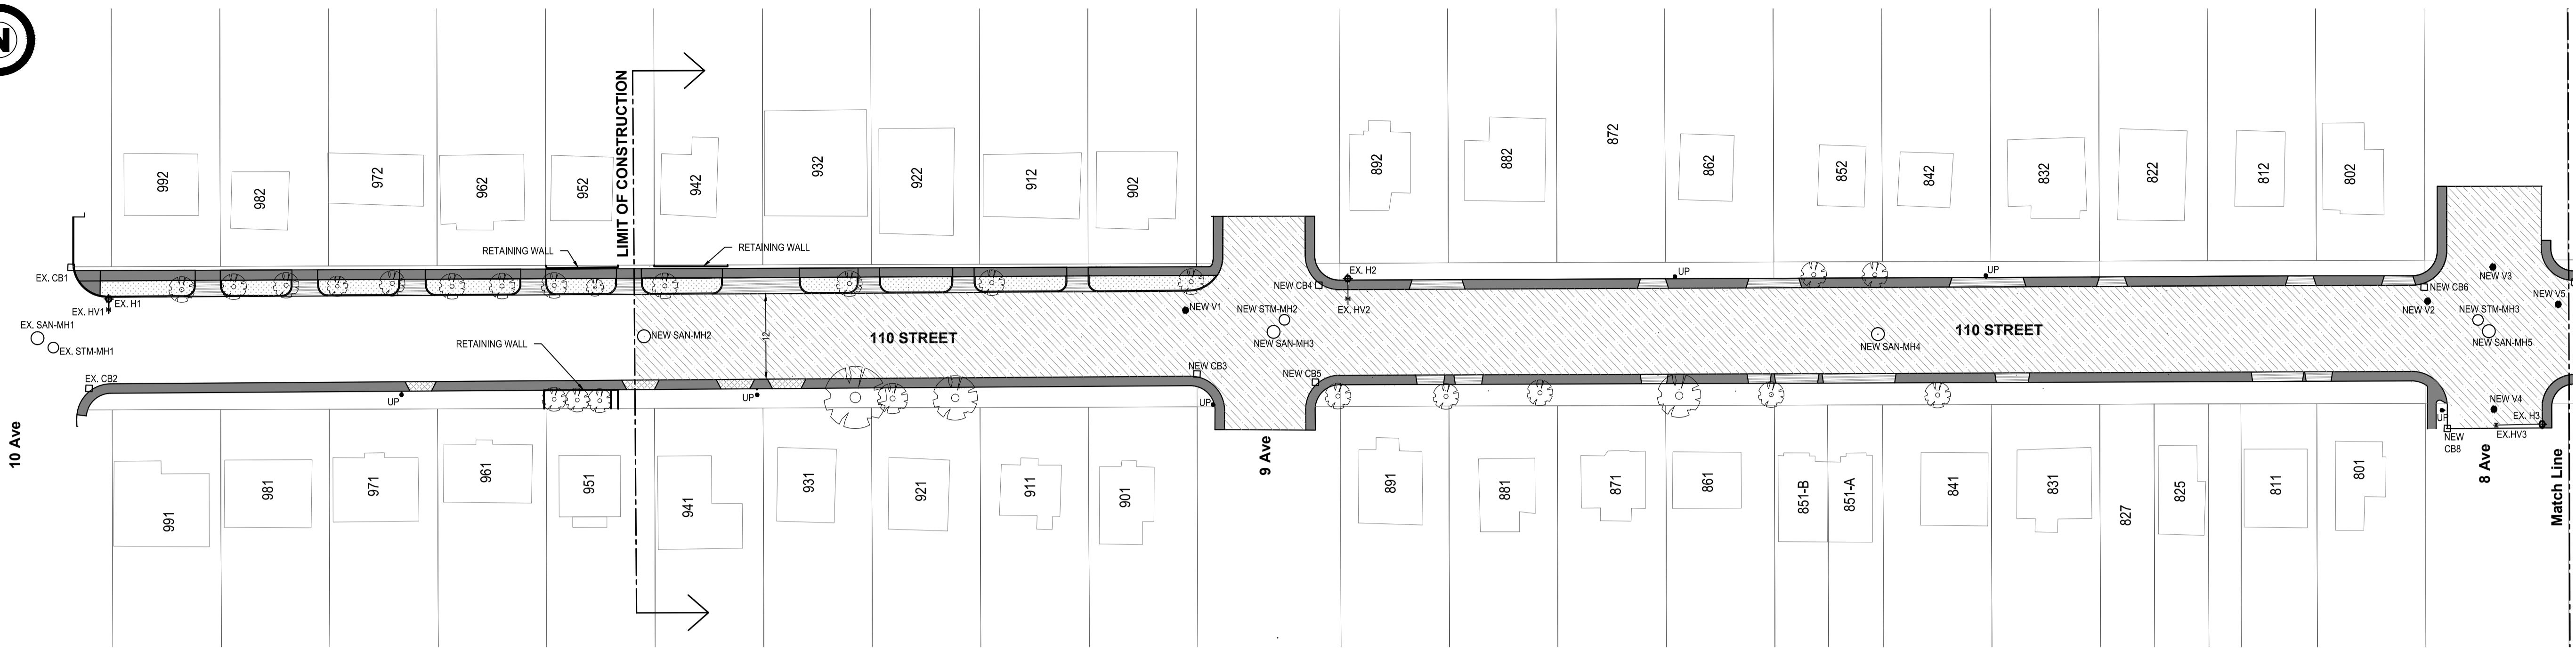 N
LIMIT OF CONSTRUCTION
992
982
972
962
952
942
932
922
912
902
892
882
872
862
852
842
832
822
812
802
RETAINING WALL
RETAINING WALL
EX. CB1
EX. H1
EX. HV1
EX. SAN-MH1
EX. STM-MH1
EX. CB2
RETAINING WALL
NEW SAN-MH2
12
110 STREET
NEW V1
NEW STM-MH2
NEW SAN-MH3
NEW CB3
NEW CB4
NEW CB5
EX. H2
EX. HV2
UP
UP
NEW SAN-MH4
110 STREET
NEW CB6
NEW V2
NEW V3
NEW STM-MH3
NEW SAN-MH5
NEW V5
UP
UP
UP
UP
NEW V4
EX. H3
EX.HV3
NEW
CB8
10 Ave
9 Ave
8 Ave
Match Line
991
981
971
961
951
941
931
921
911
901
891
881
871
861
851-B
851-A
841
831
827
825
811
801